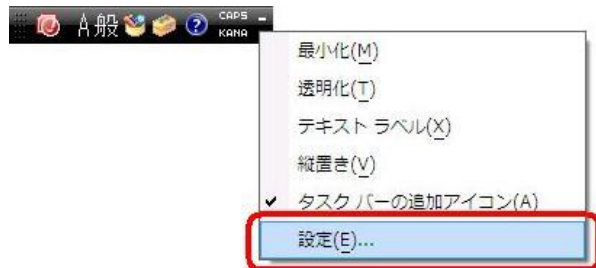 A般 CAPS
KANA
最小化(M)
透明化(T)
テキスト ラベル(X)
縦置き(V)
タスク バーの追加アイコン(A)
設定(E)...